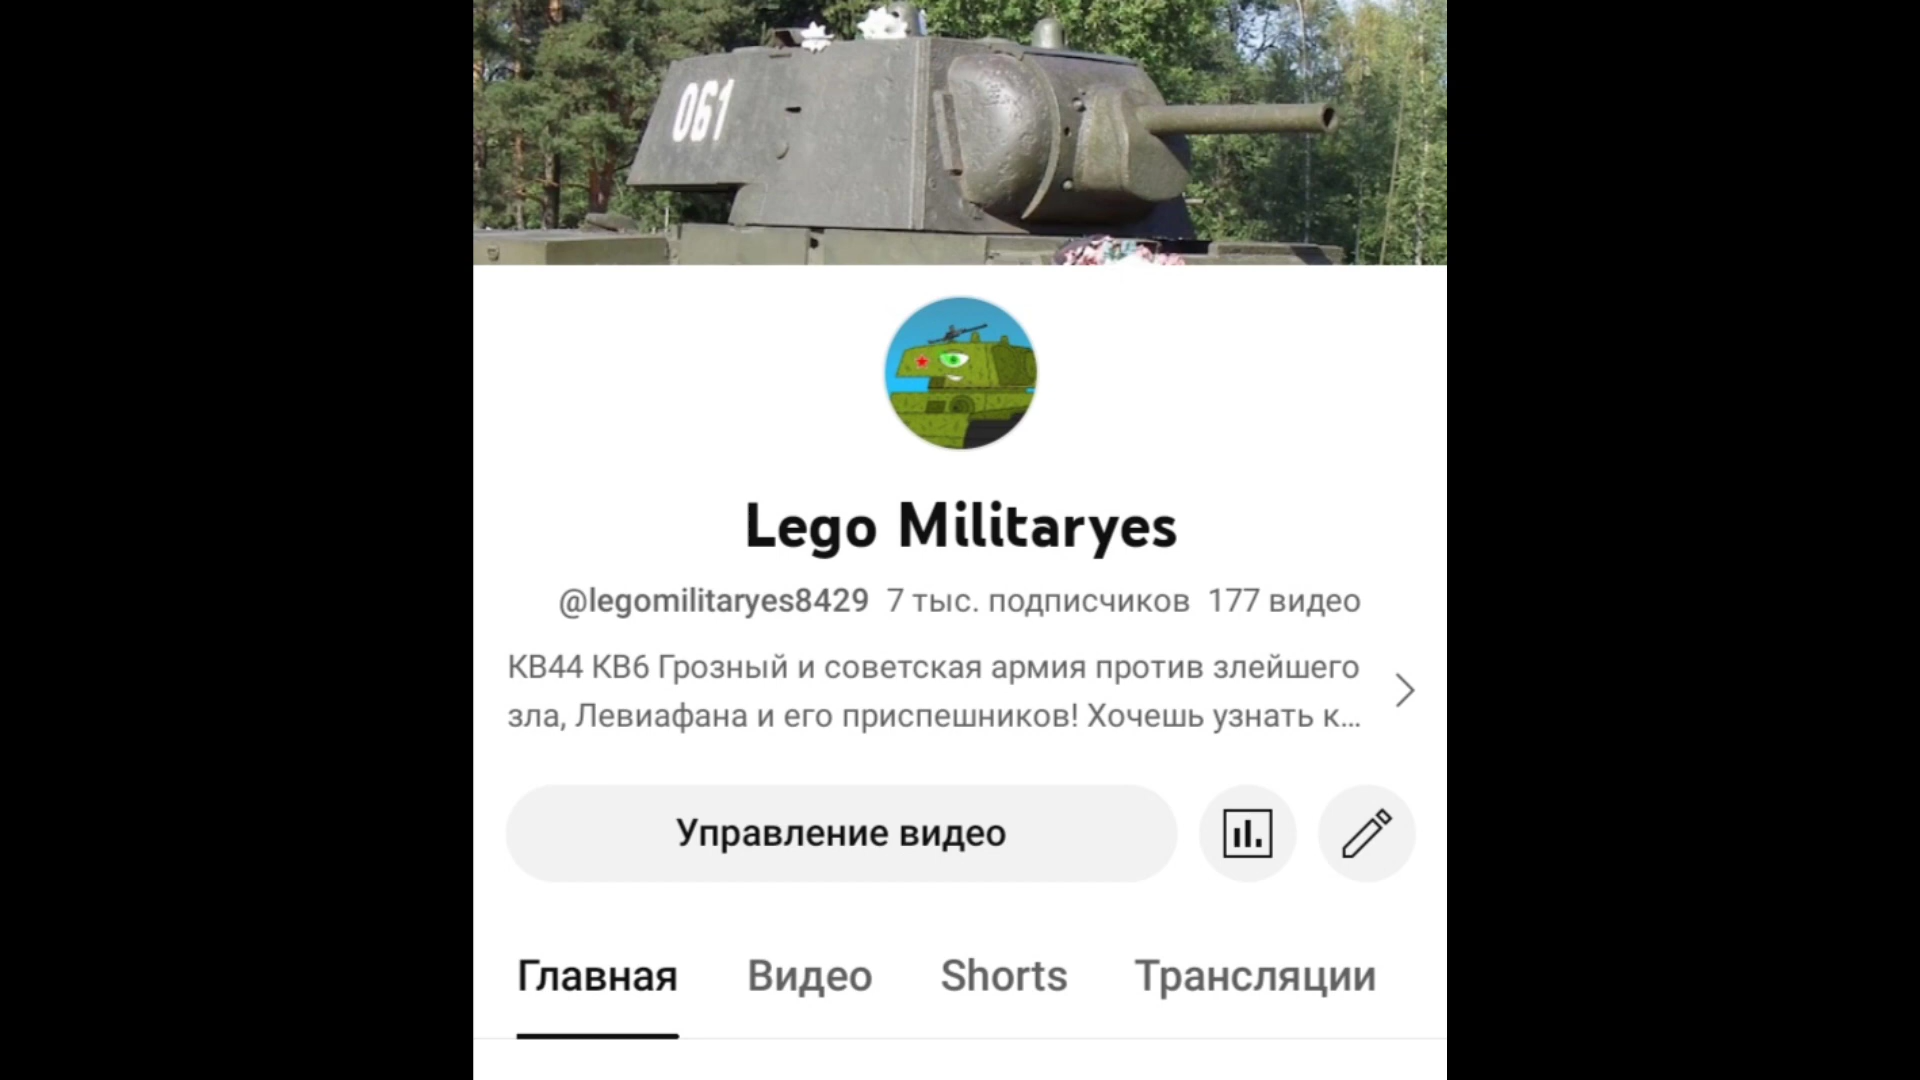 061
Lego Militaryes
@legomilitaryes8429 7 тыс. подписчиков 177 видео
КВ44 КВ6 Грозный и советская армия против злейшего
зла, Левиафана и его приспешников! Хочешь узнать к...
Управление видео
Главная Видео Shorts Трансляции